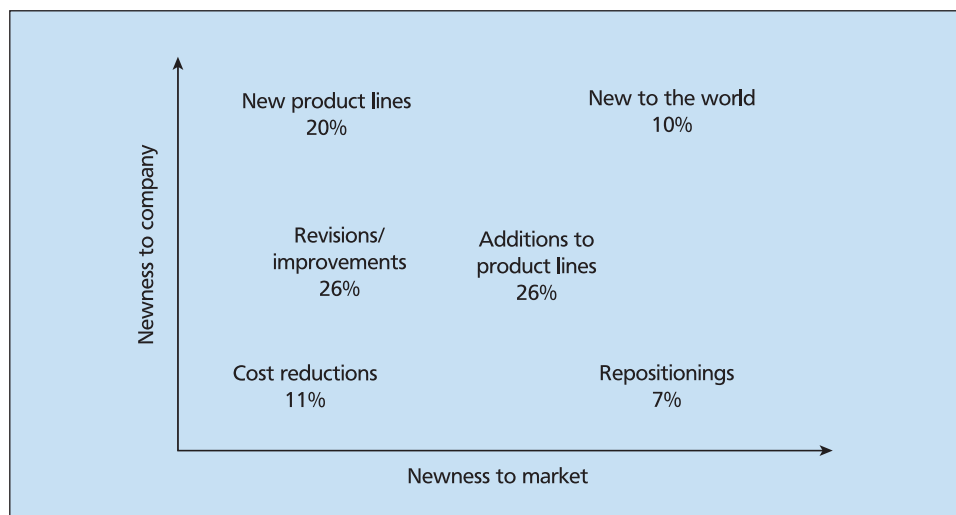 New product lines
20%
New to the world
10%
Newness to company
Revisions/
improvements
26%
Additions to
product lines
26%
Cost reductions
11%
Repositionings
7%
Newness to market